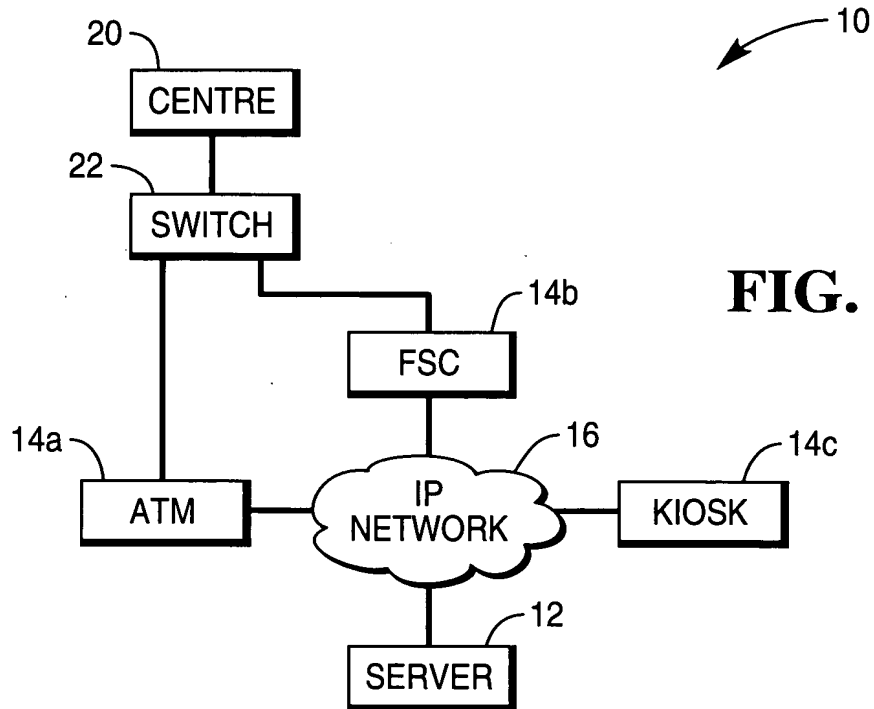 10
20
CENTRE
22
SWITCH
14b
FIG.
FSC
14a
16
14c
ATM
IP
NETWORK
KIOSK
12
SERVER